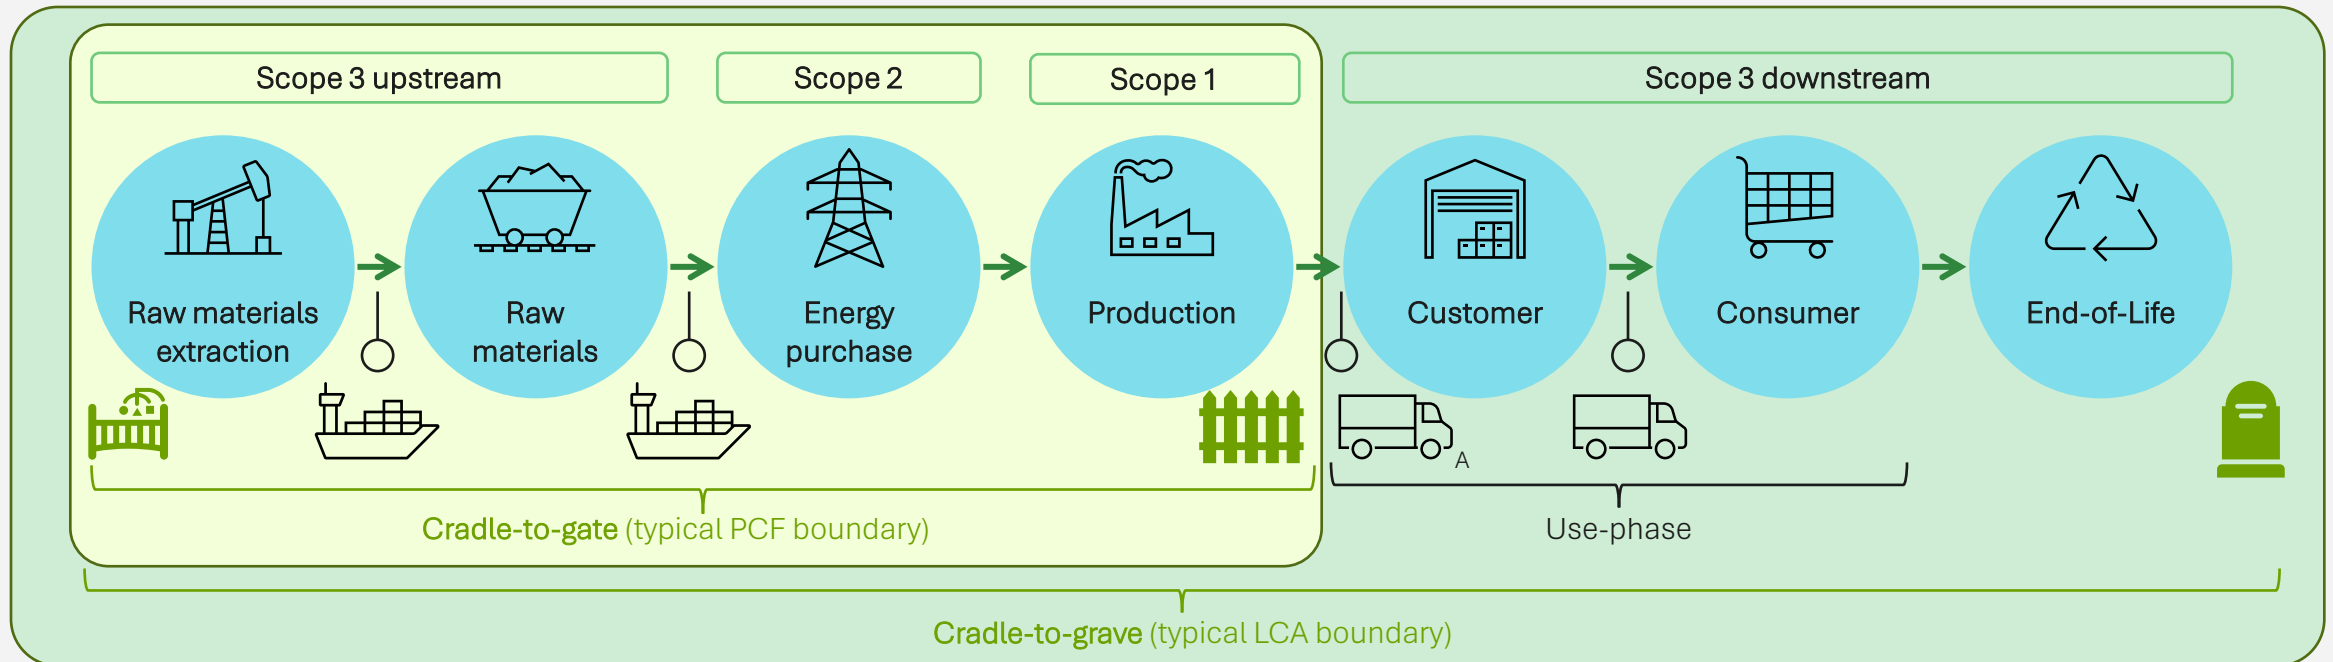 Scope 3 upstream
Scope 2
Scope 1
Scope 3 downstream
Raw materials
extraction
Raw
materials
Energy
purchase
Production
Customer
Consumer
End-of-Life
A
Cradle-to-gate (typical PCF boundary)
Use-phase
Cradle-to-grave (typical LCA boundary)